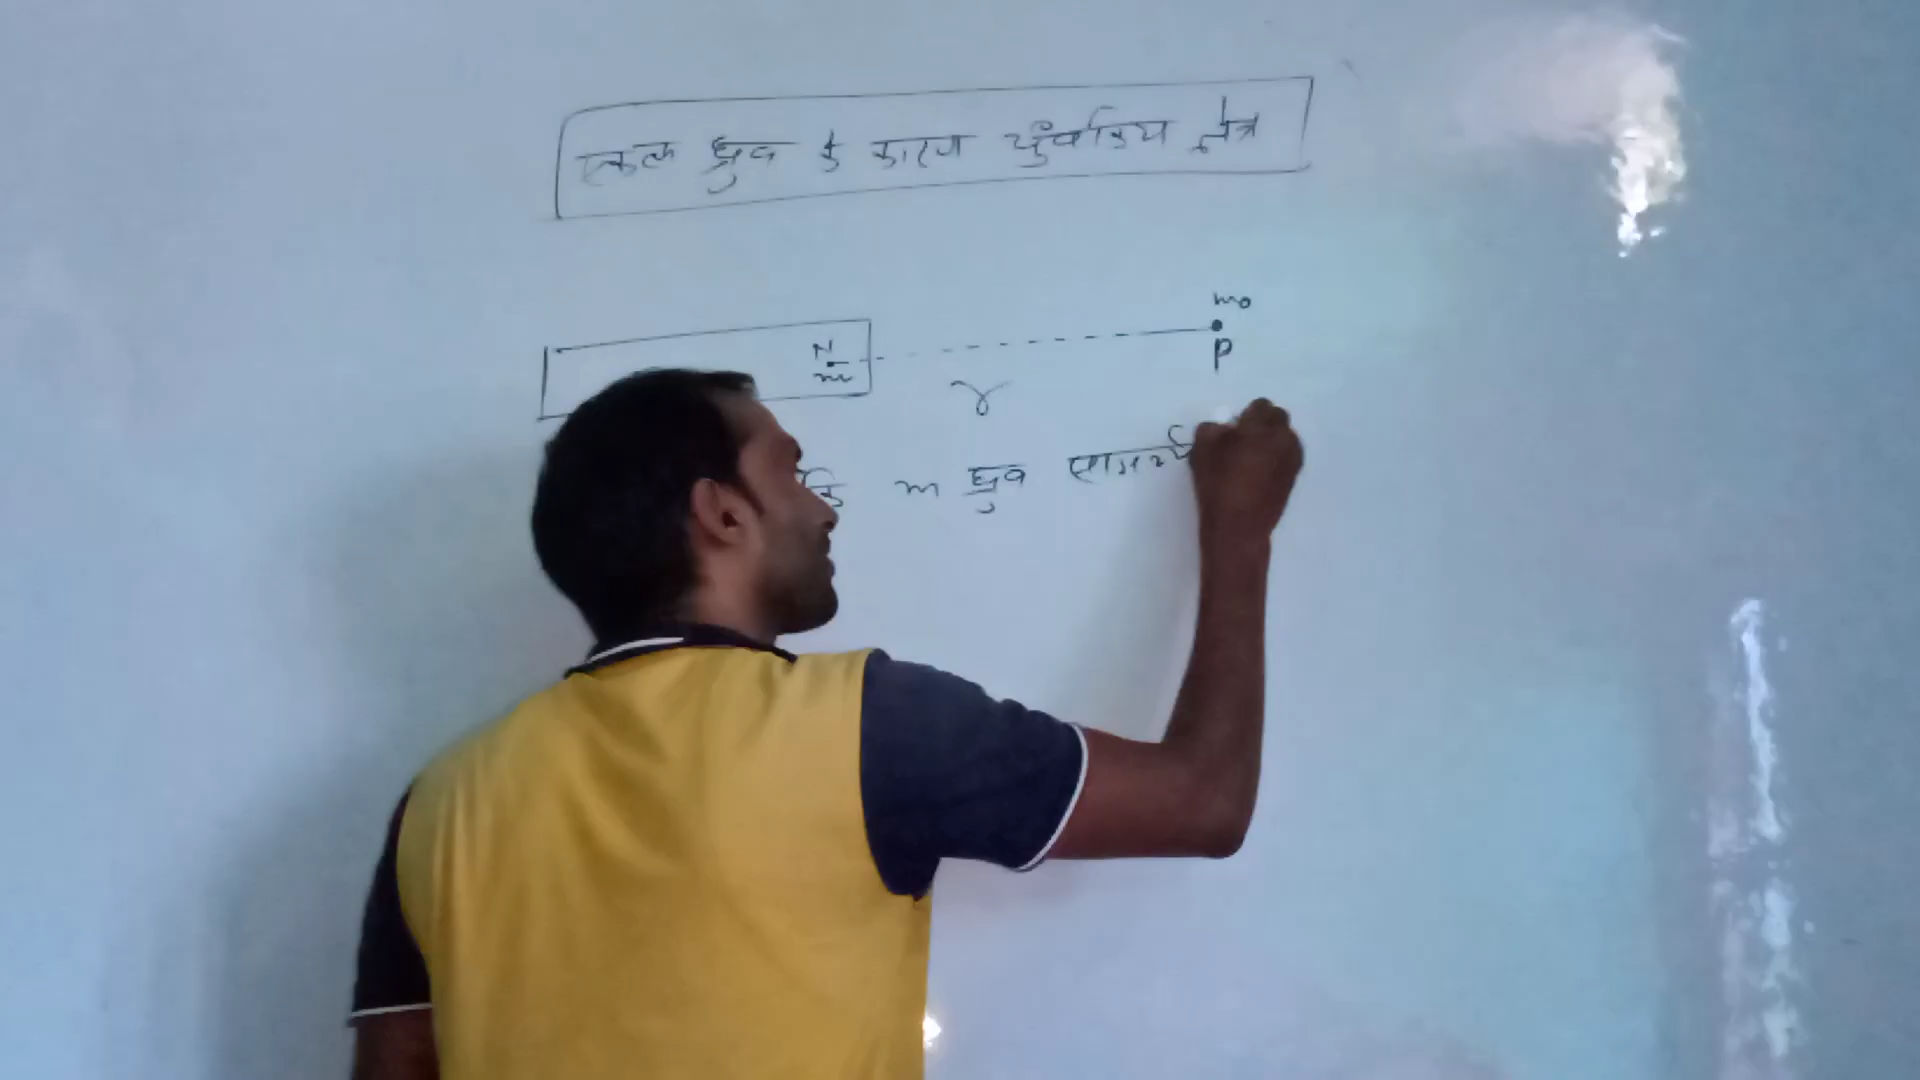 एकल ध्रुव के कारण चुंबकिय क्षेत्र
m₀
N
m
P
r
कि m ध्रुव सामर्थ्य